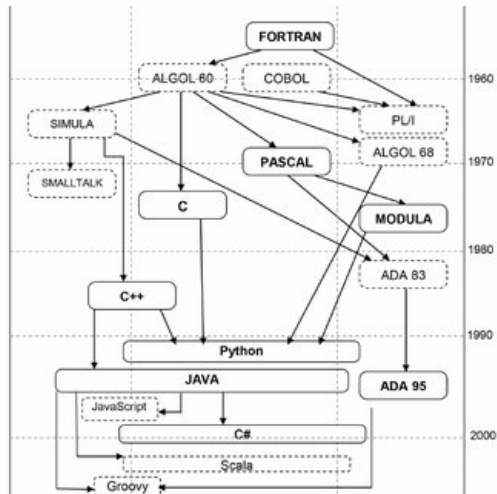 FORTRAN
ALGOL 60
COBOL
1960
SIMULA
PL/I
PASCAL
ALGOL 68
1970
SMALLTALK
C
MODULA
1980
ADA 83
C++
1990
Python
JAVA
ADA 95
JavaScript
C#
2000
Scala
Groovy